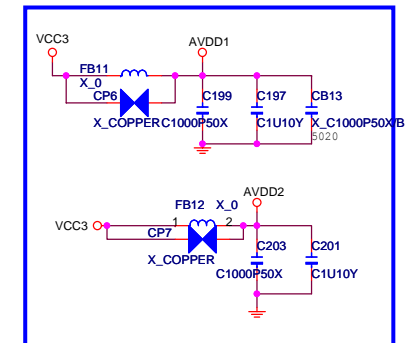 VCC3
AVDD1
FB11
X_0
CP6
C199
C197
CB13
X_COPPER
C1000P50X
C1U10Y
X_C1000P50X/B
5020
AVDD2
FB12
X_0
VCC3
1
2
CP7
C203
C201
X_COPPER
C1000P50X
C1U10Y